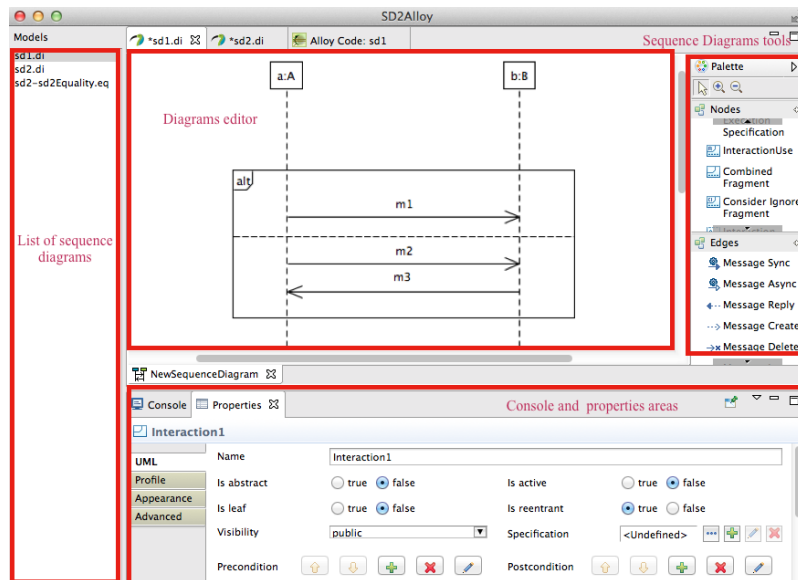 SD2Alloy
Models
*sd1.di
*sd2.di
Alloy Code: sd1
Sequence Diagrams tools
sd1.di
sd2.di
sd2-sd2Equality.eq
List of sequence
diagrams
Diagrams editor
a:A
b:B
alt
m1
m2
m3
Palette
Nodes
Execution
Specification
InteractionUse
Combined
Fragment
Consider Ignore
Fragment
Interaction
Edges
Message Sync
Message Async
Message Reply
Message Create
Message Delete
NewSequenceDiagram
Console
Properties
Console and properties areas
Interaction1
UML
Profile
Appearance
Advanced
Name
Interaction1
Is abstract
true
false
Is active
true
false
Is leaf
true
false
Is reentrant
true
false
Visibility
public
Specification
<Undefined>
Precondition
Postcondition